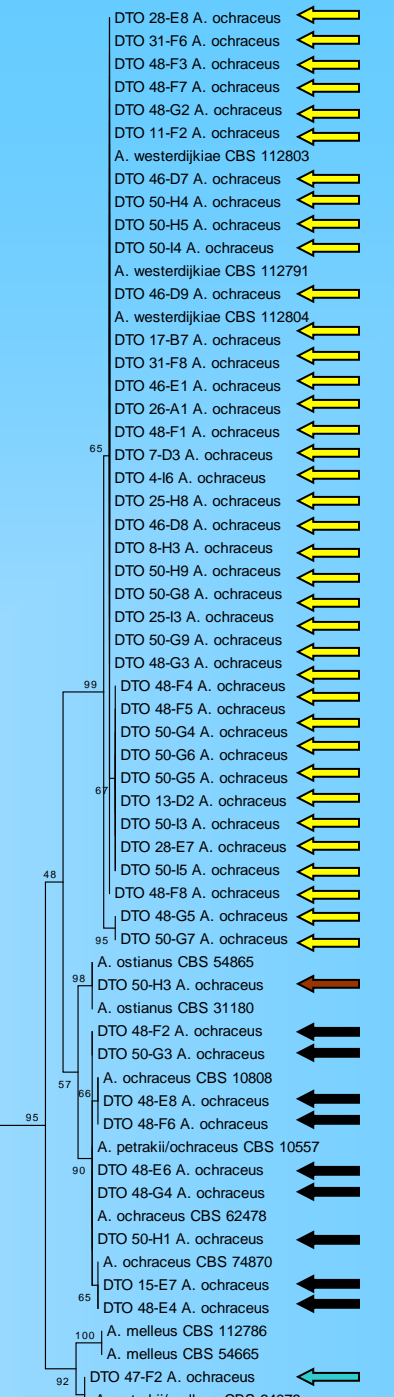 DTO 28-E8 A. ochraceus
DTO 31-F6 A. ochraceus
DTO 48-F3 A. ochraceus
DTO 48-F7 A. ochraceus
DTO 48-G2 A. ochraceus
DTO 11-F2 A. ochraceus
A. westerdijkiae CBS 112803
DTO 46-D7 A. ochraceus
DTO 50-H4 A. ochraceus
DTO 50-H5 A. ochraceus
DTO 50-I4 A. ochraceus
A. westerdijkiae CBS 112791
DTO 46-D9 A. ochraceus
A. westerdijkiae CBS 112804
DTO 17-B7 A. ochraceus
DTO 31-F8 A. ochraceus
DTO 46-E1 A. ochraceus
DTO 26-A1 A. ochraceus
DTO 48-F1 A. ochraceus
65
DTO 7-D3 A. ochraceus
DTO 4-I6 A. ochraceus
DTO 25-H8 A. ochraceus
DTO 46-D8 A. ochraceus
DTO 8-H3 A. ochraceus
DTO 50-H9 A. ochraceus
DTO 50-G8 A. ochraceus
DTO 25-I3 A. ochraceus
DTO 50-G9 A. ochraceus
DTO 48-G3 A. ochraceus
99
DTO 48-F4 A. ochraceus
DTO 48-F5 A. ochraceus
DTO 50-G4 A. ochraceus
DTO 50-G6 A. ochraceus
DTO 50-G5 A. ochraceus
67
DTO 13-D2 A. ochraceus
DTO 50-I3 A. ochraceus
DTO 28-E7 A. ochraceus
DTO 50-I5 A. ochraceus
48
DTO 48-F8 A. ochraceus
DTO 48-G5 A. ochraceus
95
DTO 50-G7 A. ochraceus
A. ostianus CBS 54865
98
DTO 50-H3 A. ochraceus
A. ostianus CBS 31180
DTO 48-F2 A. ochraceus
DTO 50-G3 A. ochraceus
57
A. ochraceus CBS 10808
66
DTO 48-E8 A. ochraceus
95
DTO 48-F6 A. ochraceus
A. petrakii/ochraceus CBS 10557
90
DTO 48-E6 A. ochraceus
DTO 48-G4 A. ochraceus
A. ochraceus CBS 62478
DTO 50-H1 A. ochraceus
A. ochraceus CBS 74870
DTO 15-E7 A. ochraceus
65
DTO 48-E4 A. ochraceus
100
A. melleus CBS 112786
A. melleus CBS 54665
92
DTO 47-F2 A. ochraceus